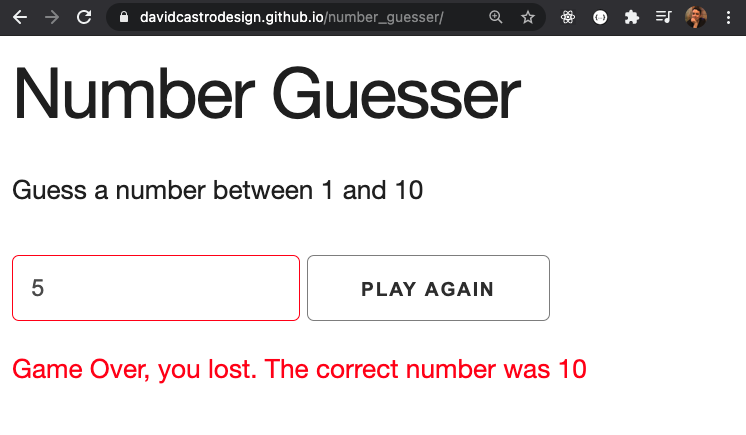 davidcastrodesign.github.io/number_guesser/
Number Guesser
Guess a number between 1 and 10
5 PLAY AGAIN
Game Over, you lost. The correct number was 10